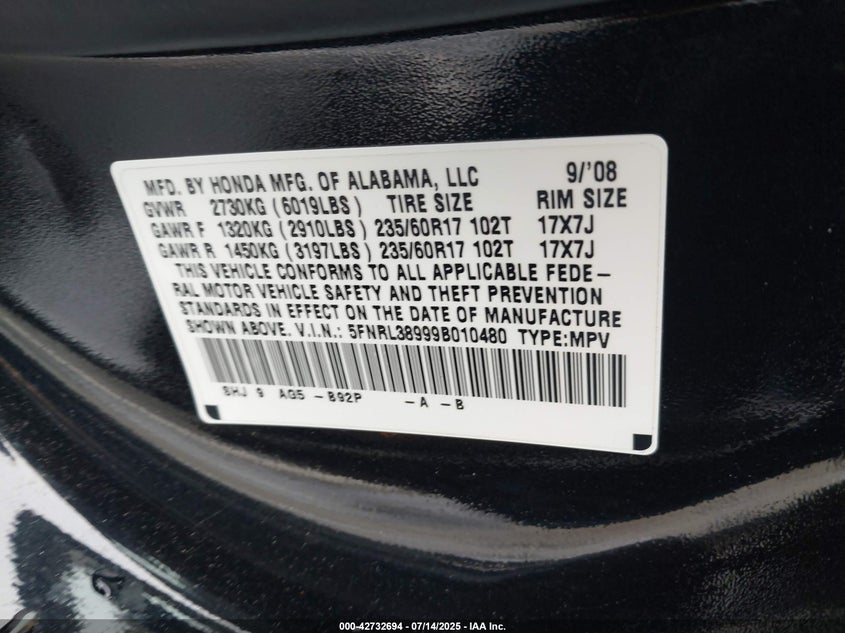 MFD. BY HONDA MFG. OF ALABAMA, LLC 9/'08
GVWR 2730KG (6019LBS) TIRE SIZE RIM SIZE
GAWR F 1320KG (2910LBS) 235/60R17 102T 17X7J
GAWR R 1450KG (3197LBS) 235/60R17 102T 17X7J
THIS VEHICLE CONFORMS TO ALL APPLICABLE FEDE-
RAL MOTOR VEHICLE SAFETY AND THEFT PREVENTION
STANDARDS IN EFFECT ON THE DATE OF MANUFACTURE
SHOWN ABOVE. V.I.N.: 5FNRL38999B010480 TYPE:MPV
SHJ 9 AG5 -B92P -A -B
000-42732694 | 07/14/2025 | IAA Inc.